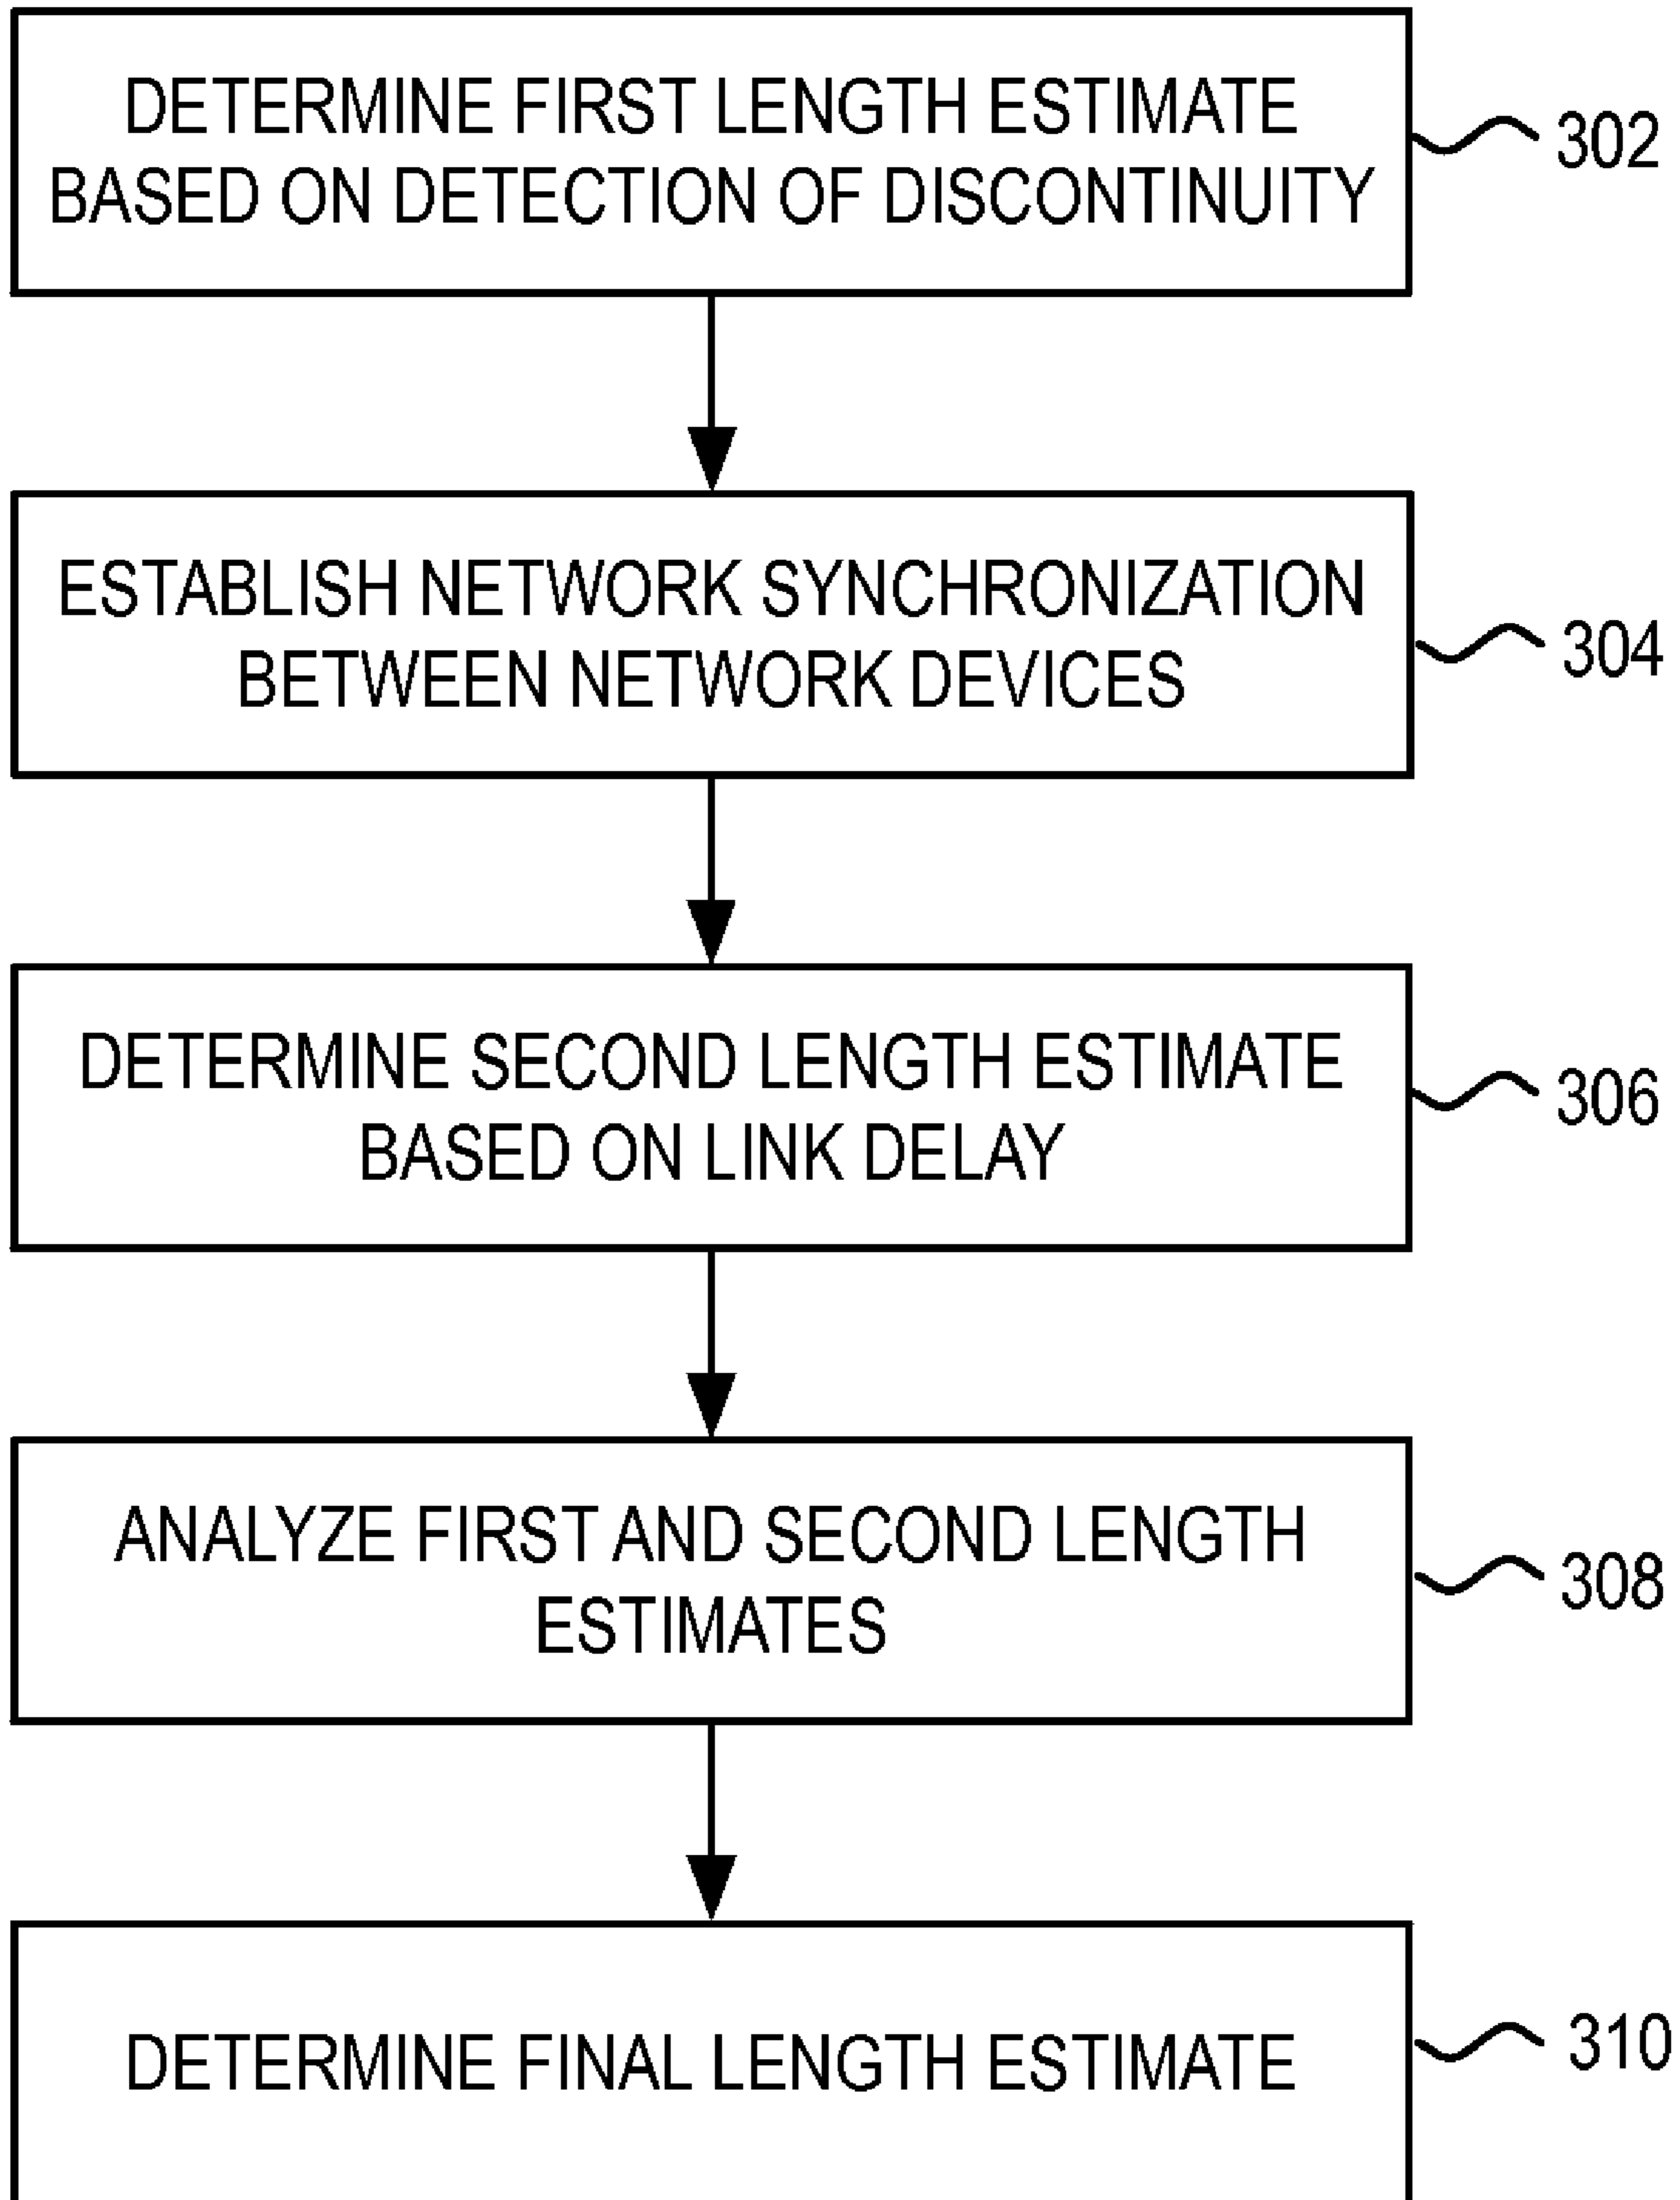 DETERMINE FIRST LENGTH ESTIMATE
BASED ON DETECTION OF DISCONTINUITY
302
ESTABLISH NETWORK SYNCHRONIZATION
BETWEEN NETWORK DEVICES
304
DETERMINE SECOND LENGTH ESTIMATE
BASED ON LINK DELAY
306
ANALYZE FIRST AND SECOND LENGTH
ESTIMATES
308
DETERMINE FINAL LENGTH ESTIMATE
310